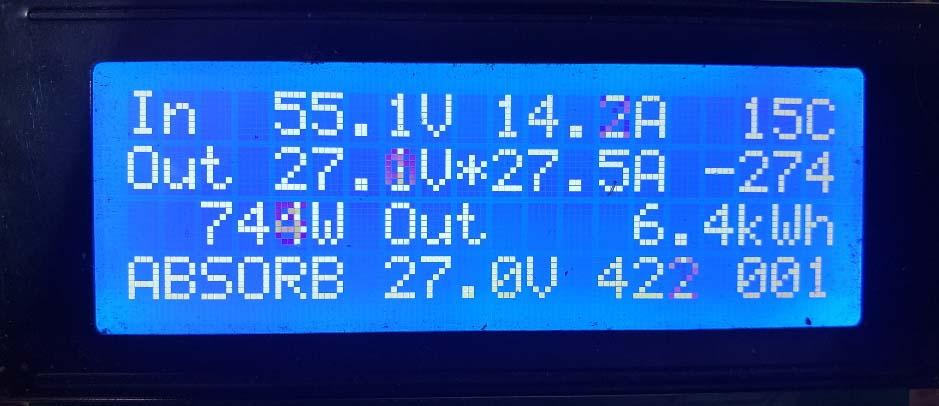 In 55.1V 14.2A 15C
Out 27.1V*27.5A -274
744W Out 6.4kWh
ABSORB 27.0V 422 001